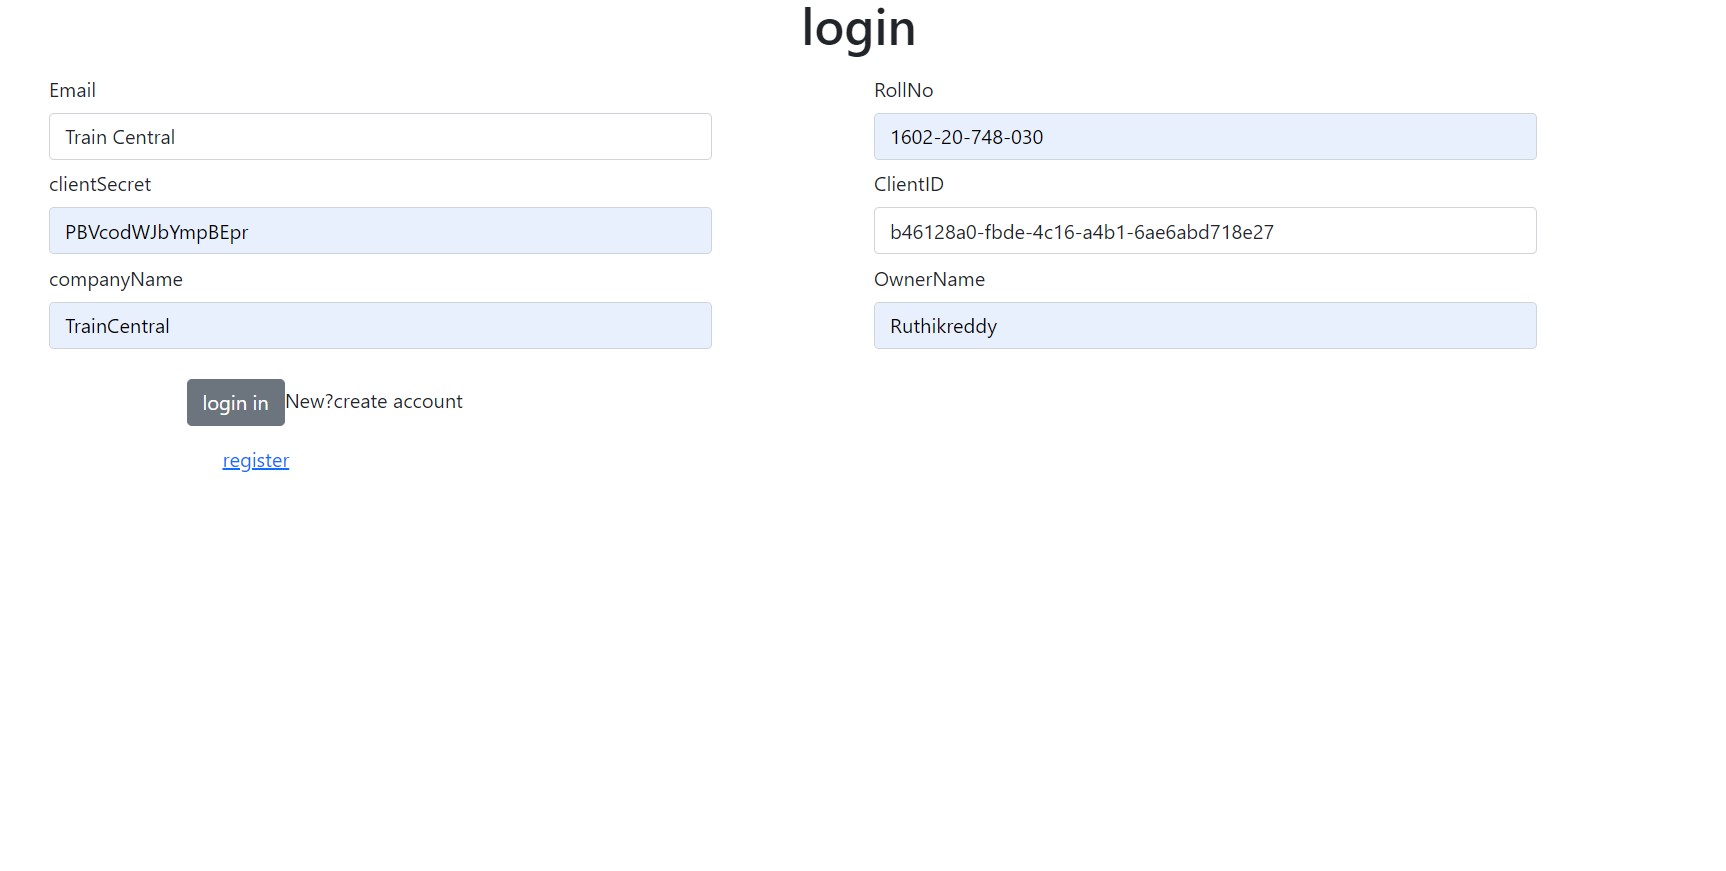 login
Email
RollNo
Train Central
1602-20-748-030
clientSecret
ClientID
PBVcodWJbYmpBEpr
b46128a0-fbde-4c16-a4b1-6ae6abd718e27
companyName
OwnerName
TrainCentral
Ruthikreddy
login in New?create account
register